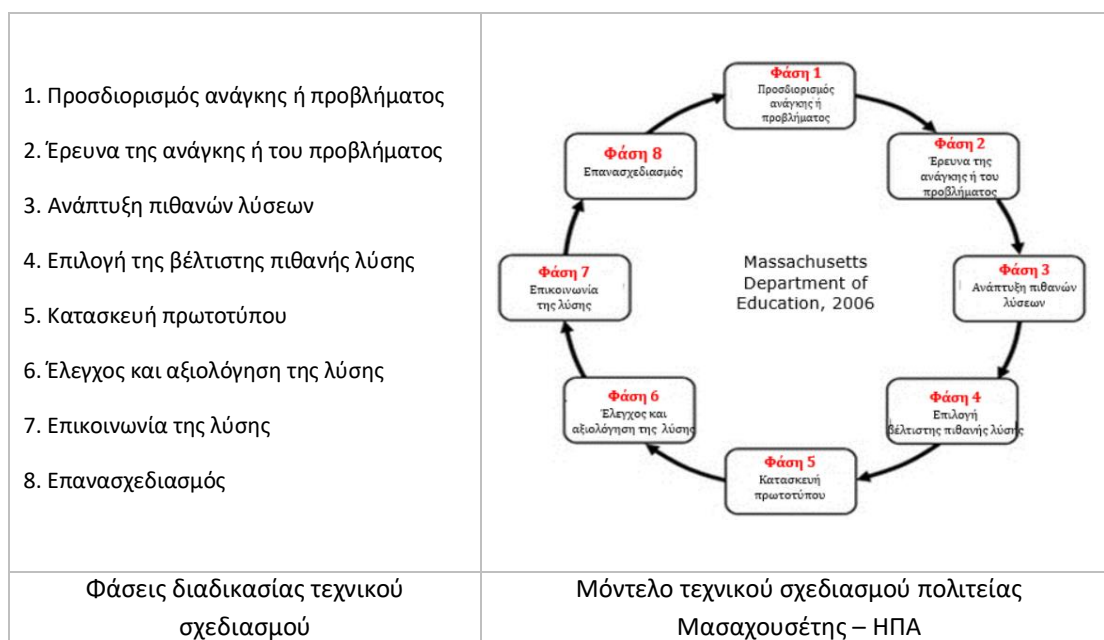 1. Προσδιορισμός ανάγκης ή προβλήματος
2. Έρευνα της ανάγκης ή του προβλήματος
3. Ανάπτυξη πιθανών λύσεων
4. Επιλογή της βέλτιστης πιθανής λύσης
5. Κατασκευή πρωτοτύπου
6. Έλεγχος και αξιολόγηση της λύσης
7. Επικοινωνία της λύσης
8. Επανασχεδιασμός
Φάση 1
Προσδιορισμός
ανάγκης ή
προβλήματος
Φάση 2
Έρευνα της
ανάγκης ή του
προβλήματος
Φάση 3
Ανάπτυξη πιθανών
λύσεων
Φάση 4
Επιλογή
βέλτιστης πιθανής λύσης
Φάση 5
Κατασκευή
πρωτοτύπου
Φάση 6
Έλεγχος και
αξιολόγηση της λύσης
Φάση 7
Επικοινωνία
της λύσης
Φάση 8
Επανασχεδιασμός
Massachusetts
Department of
Education, 2006
Φάσεις διαδικασίας τεχνικού
σχεδιασμού
Μόντελο τεχνικού σχεδιασμού πολιτείας
Μασαχουσέτης – ΗΠΑ